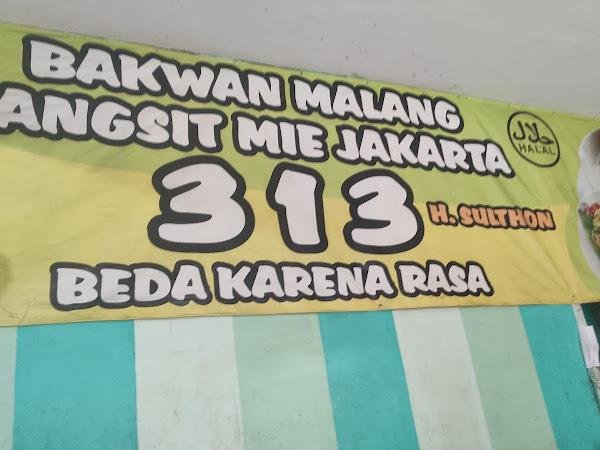 BAKWAN MALANG
ANGSIT MIE JAKARTA
حلال
HALAL
313
H. SULTHON
BEDA KARENA RASA